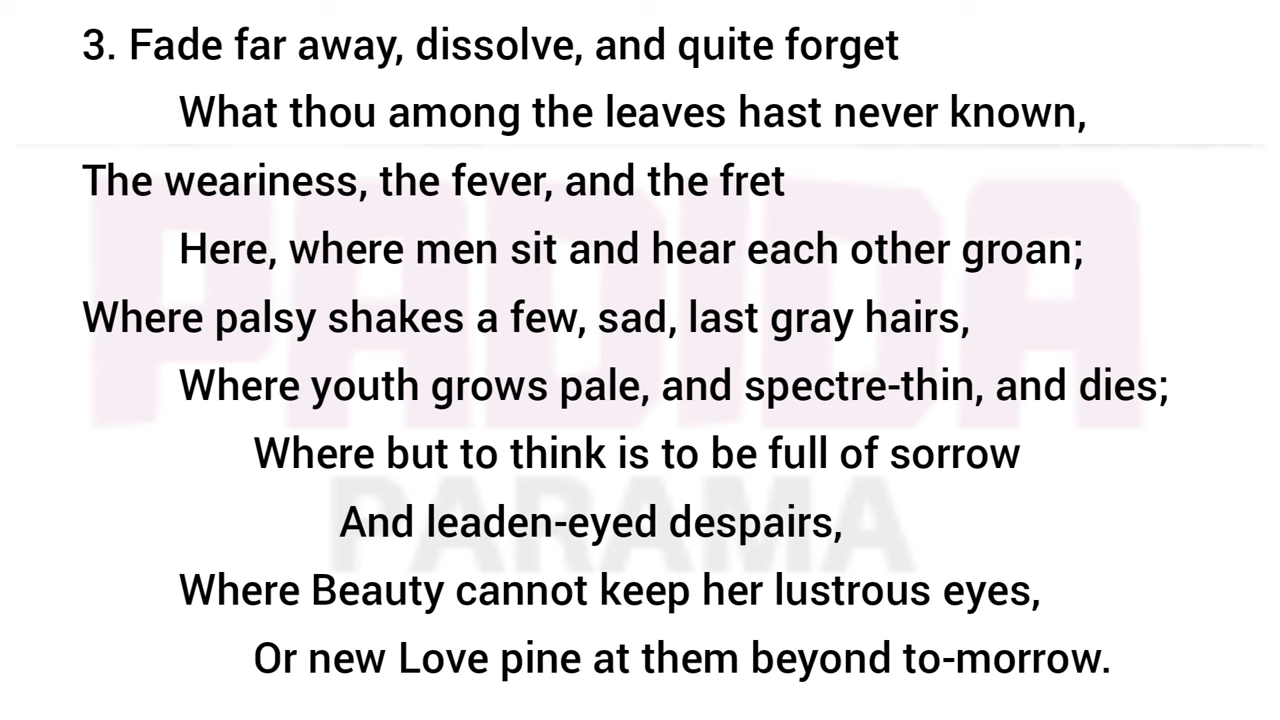 3. Fade far away, dissolve, and quite forget
What thou among the leaves hast never known,
The weariness, the fever, and the fret
Here, where men sit and hear each other groan;
Where palsy shakes a few, sad, last gray hairs,
Where youth grows pale, and spectre-thin, and dies;
Where but to think is to be full of sorrow
And leaden-eyed despairs,
Where Beauty cannot keep her lustrous eyes,
Or new Love pine at them beyond to-morrow.
PADIDA
PARAMA